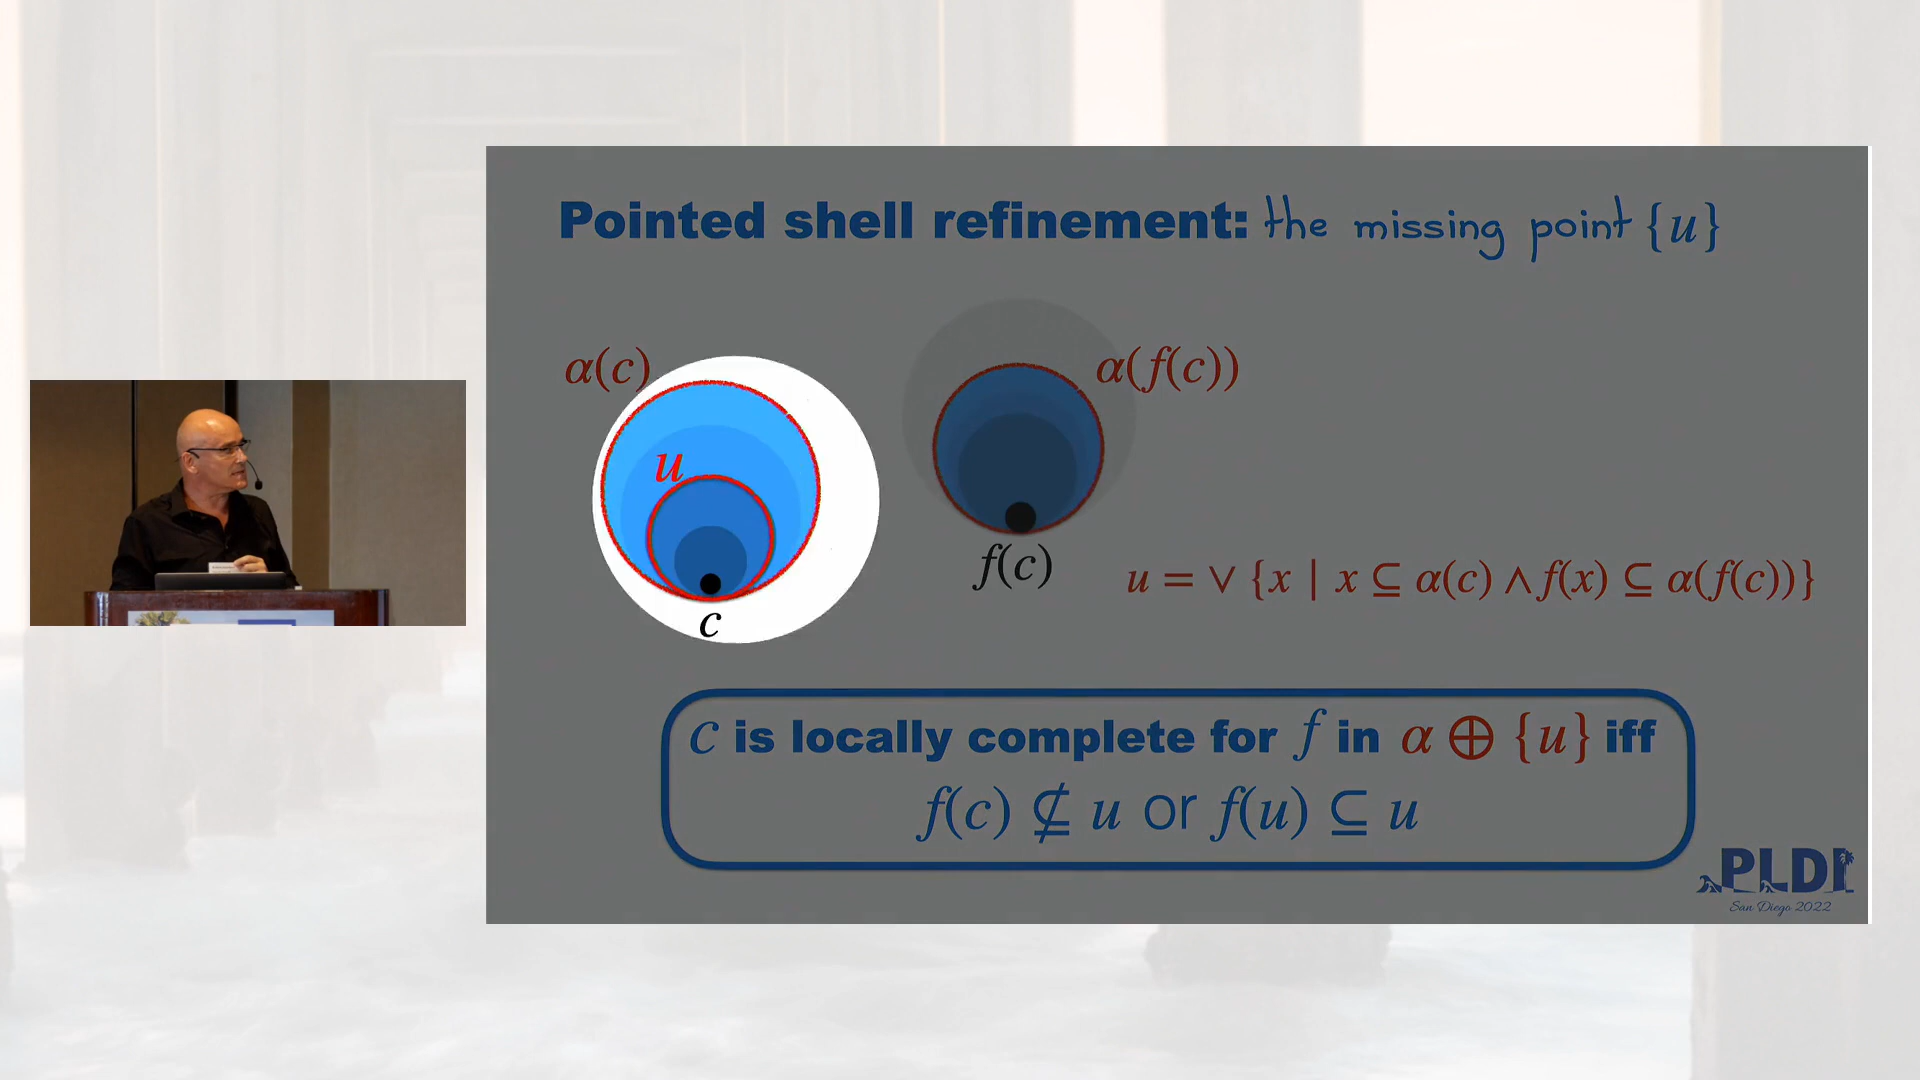 Pointed shell refinement: the missing point {u}
α(c)
α(f(c))
u
f(c)
c
u = ∨ {x | x ⊆ α(c) ∧ f(x) ⊆ α(f(c))}
c is locally complete for f in α ⊕ {u} iff
f(c) ⊈ u or f(u) ⊆ u
PLDI
San Diego 2022